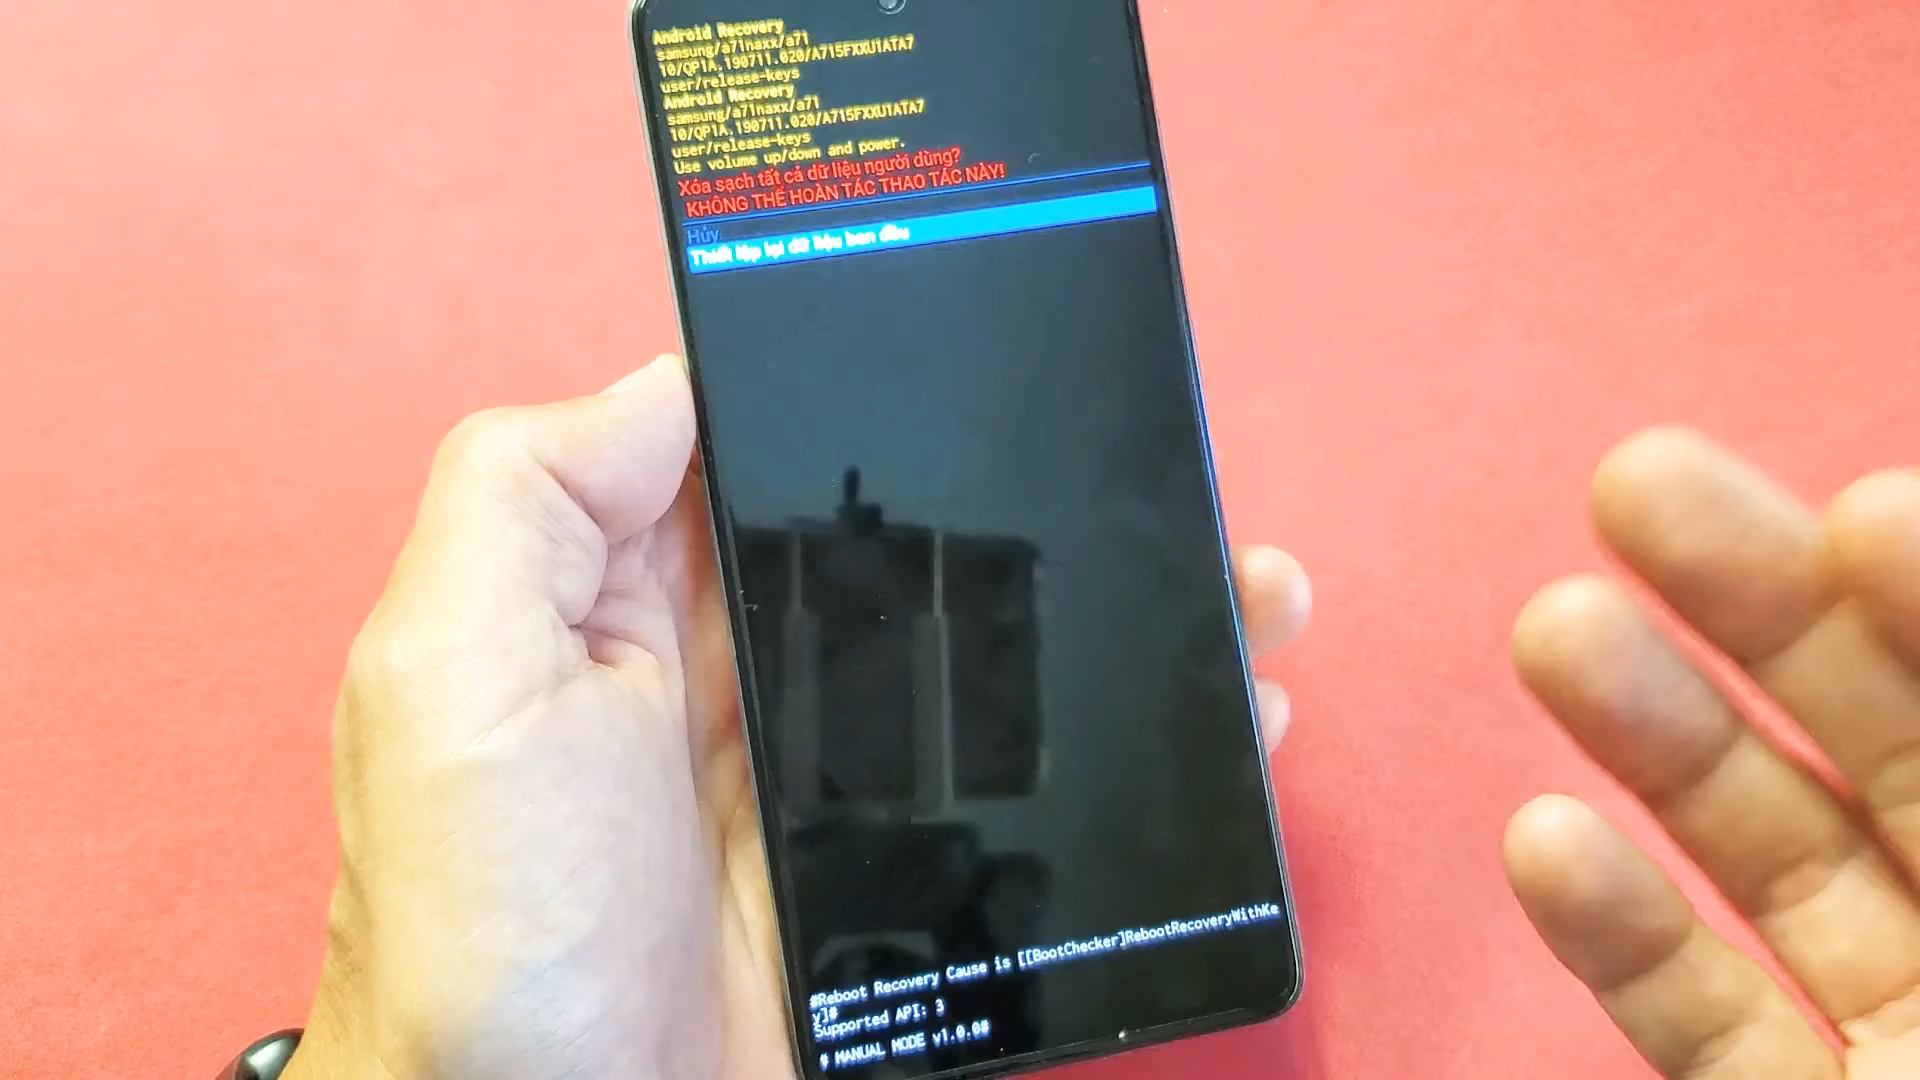 Android Recovery
samsung/a71naxx/a71
10/QP1A.190711.020/A715FXXU1ATA7
user/release-keys
Android Recovery
samsung/a71naxx/a71
10/QP1A.190711.020/A715FXXU1ATA7
user/release-keys
Use volume up/down and power.
Xóa sạch tất cả dữ liệu người dùng?
KHÔNG THỂ HOÀN TÁC THAO TÁC NÀY!
Hủy
Thiết lập lại dữ liệu ban đầu
#Reboot Recovery Cause is [[BootChecker]RebootRecoveryWithKe
y]#
Supported API: 3
# MANUAL MODE v1.0.0#